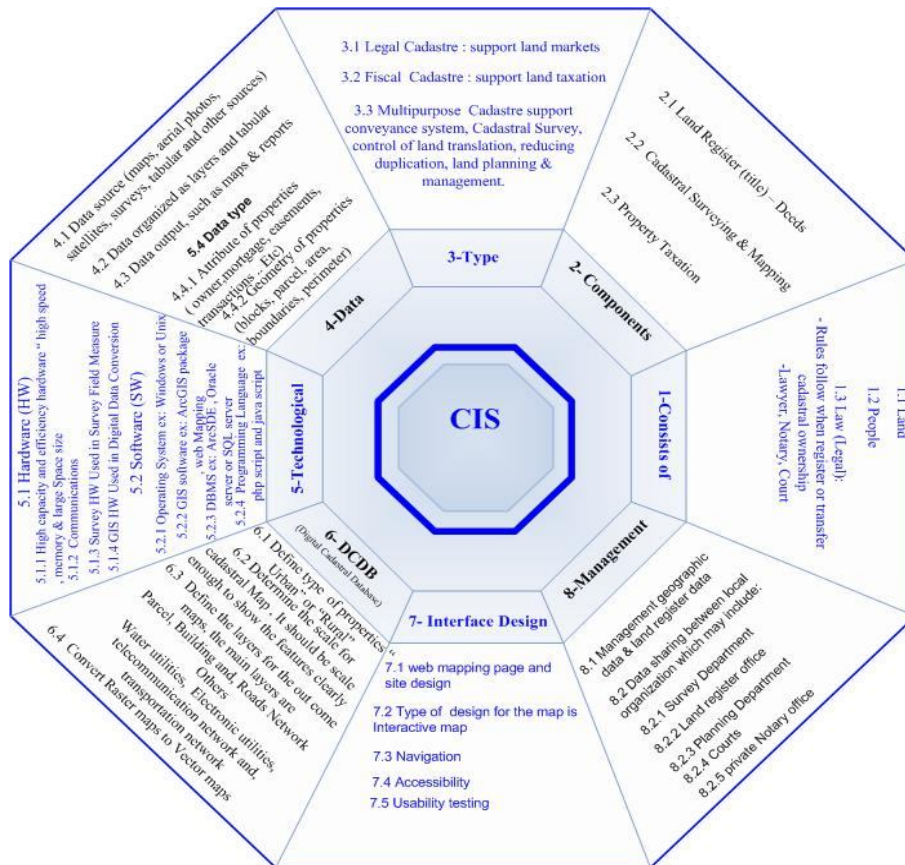 CIS
1-Consists of
1.1 Land
1.2 People
1.3 Law (Legal):
- Rules follow when register or transfer
cadastral ownership
-Lawyer, Notary, Court
2- Components
2.1 Land Register (title) – Deeds
2.2 Cadastral Surveying & Mapping
2.3 Property Taxation
3-Type
3.1 Legal Cadastre : support land markets
3.2 Fiscal Cadastre : support land taxation
3.3 Multipurpose Cadastre support
conveyance system, Cadastral Survey,
control of land translation, reducing
duplication, land planning &
management.
4-Data
4.1 Data source (maps, aerial photos,
satellites, surveys, tabular and other sources)
4.2 Data organized as layers and tabular
4.3 Data output, such as maps & reports
5.4 Data type
4.4.1 Attribute of properties
( owner,mortgage, easements,
transactions .. Etc)
4.4.2 Geometry of properties
(blocks, parcel, area,
boundaries, perimeter)
5-Technological
5.1 Hardware (HW)
5.1.1 High capacity and efficiency hardware “ high speed
, memory & large Space size
5.1.2 Communications
5.1.3 Survey HW Used in Survey Field Measure
5.1.4 GIS HW Used in Digital Data Conversion
5.2 Software (SW)
5.2.1 Operating System ex: Windows or Unix
5.2.2 GIS software ex: ArcGIS package
, web Mapping
5.2.3 DBMS ex: ArcSDE , Oracle
server or SQL server
5.2.4 Programming Language ex:
php script and java script
6- DCDB
(Digital Cadastral Database)
6.1 Define type of properties: “
Urban” or “Rural”
6.2 Determine the scale for
cadastral Map . It should be scale
enough to show the features clearly
6.3 Define the layers for the out come
maps, the main layers are
Parcel, Building and, Roads Network
Others
Water utilities, Electronic utilities,
telecommunication network and,
transportation network
6.4 Convert Raster maps to Vector maps
7- Interface Design
7.1 web mapping page and
site design
7.2 Type of design for the map is
Interactive map
7.3 Navigation
7.4 Accessibility
7.5 Usability testing
8-Management
8.1 Management geographic
data & land register data
8.2 Data sharing between local
organization which may include:
8.2.1 Survey Department
8.2.2 Land register office
8.2.3 Planning Department
8.2.4 Courts
8.2.5 private Notary office